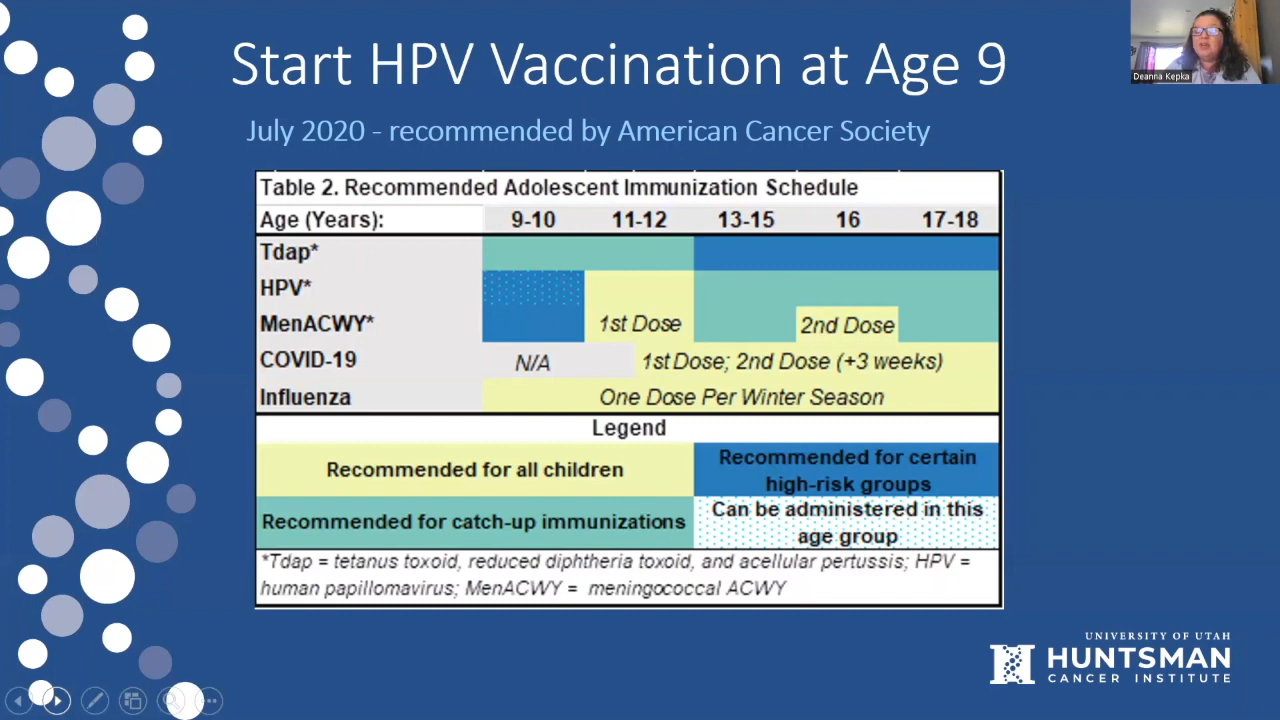 Start HPV Vaccination at Age 9
Deanna Kepka
July 2020 - recommended by American Cancer Society
Table 2. Recommended Adolescent Immunization Schedule
Age (Years): 9-10 11-12 13-15 16 17-18
Tdap*
HPV*
MenACWY* 1st Dose 2nd Dose
COVID-19 N/A 1st Dose; 2nd Dose (+3 weeks)
Influenza One Dose Per Winter Season
Legend
Recommended for all children
Recommended for certain
high-risk groups
Recommended for catch-up immunizations
Can be administered in this
age group
*Tdap = tetanus toxoid, reduced diphtheria toxoid, and acellular pertussis; HPV =
human papillomavirus; MenACWY = meningococcal ACWY
UNIVERSITY OF UTAH
HUNTSMAN
CANCER INSTITUTE